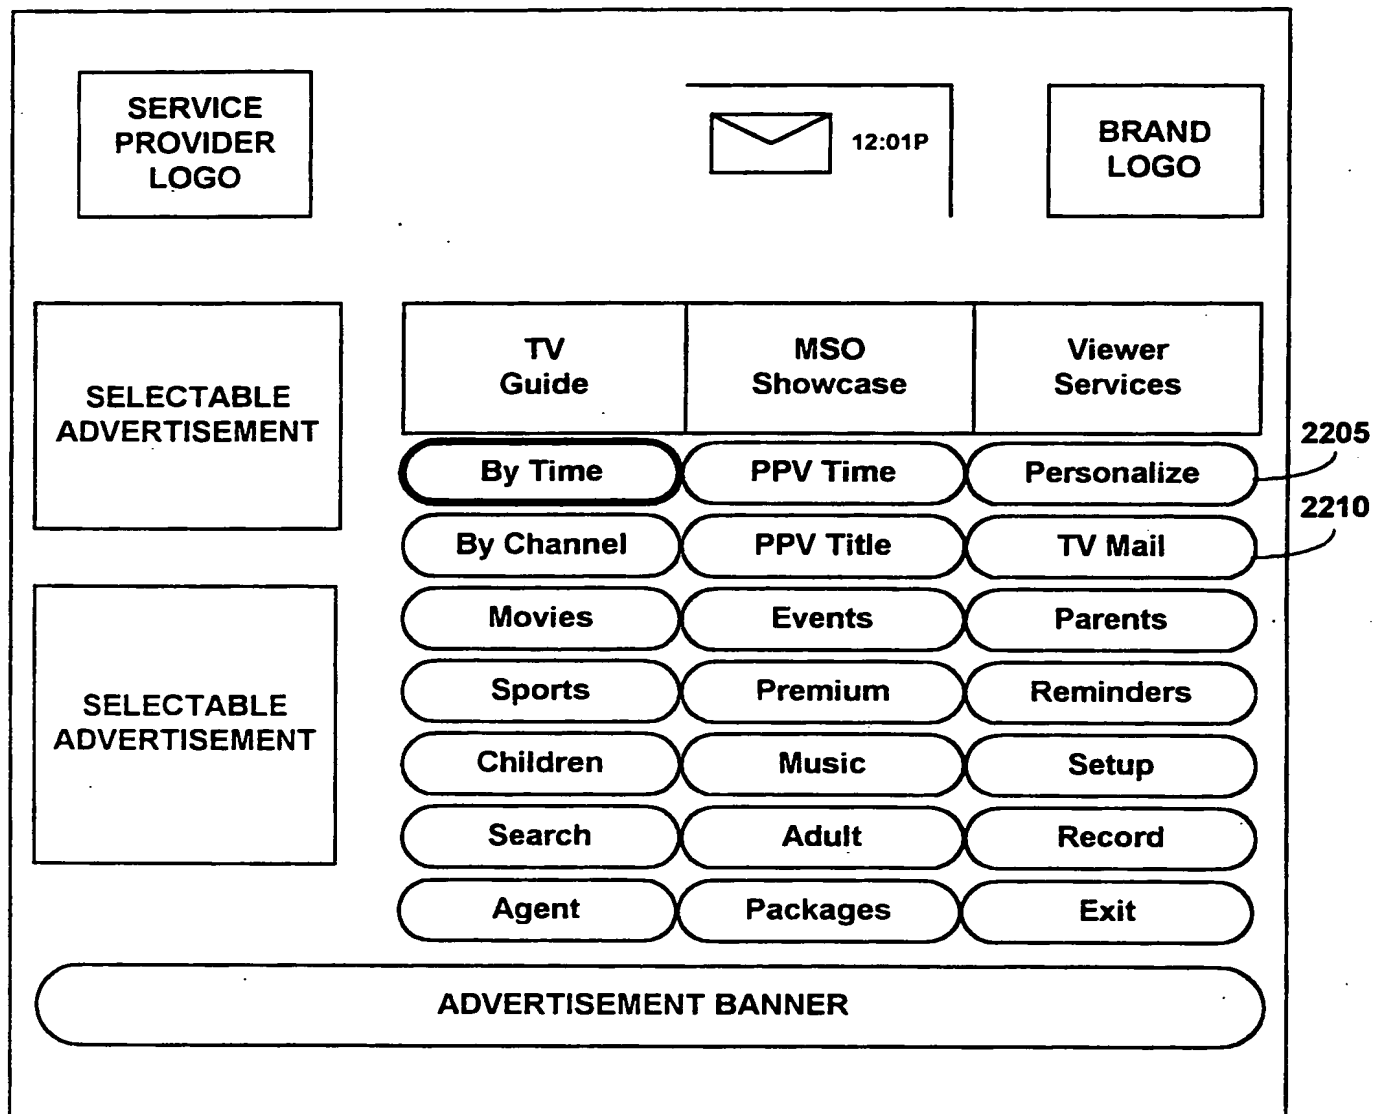 SERVICE
PROVIDER
LOGO
12:01P
BRAND
LOGO
SELECTABLE
ADVERTISEMENT
TV
Guide
MSO
Showcase
Viewer
Services
By Time
PPV Time
Personalize
2205
By Channel
PPV Title
TV Mail
2210
Movies
Events
Parents
SELECTABLE
ADVERTISEMENT
Sports
Premium
Reminders
Children
Music
Setup
Search
Adult
Record
Agent
Packages
Exit
ADVERTISEMENT BANNER